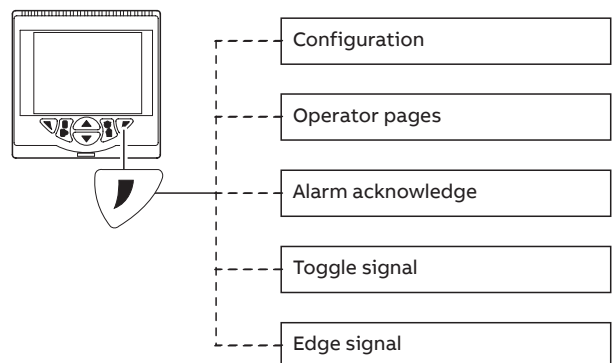 Configuration
Operator pages
Alarm acknowledge
Toggle signal
Edge signal